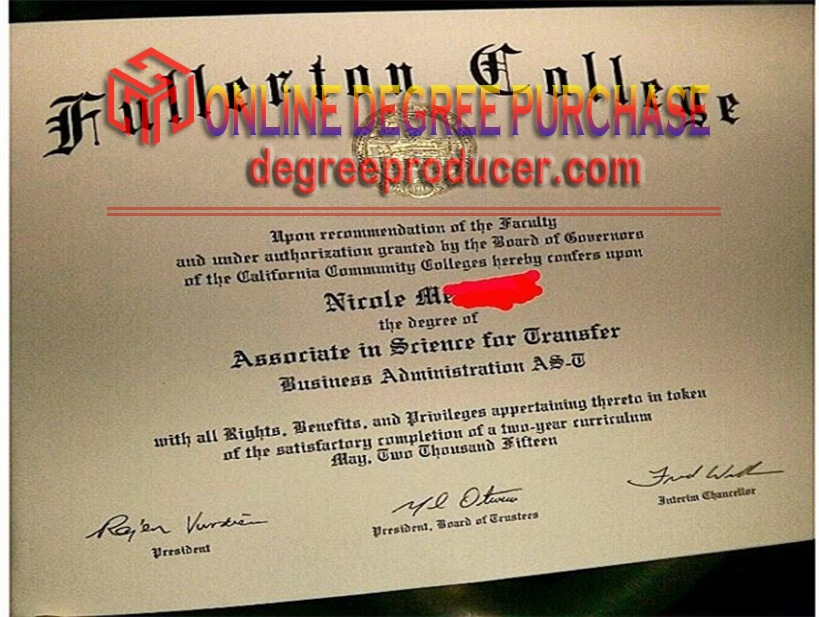 Fullerton College
ONLINE DEGREE PURCHASE
degreeproducer.com
Upon recommendation of the Faculty
and under authorization granted by the Board of Governors
of the California Community Colleges hereby confers upon
Nicole
the degree of
Associate in Science for Transfer
Business Administration AS-T
with all Rights, Benefits, and Privileges appertaining thereto in token
of the satisfactory completion of a two-year curriculum
May, Two Thousand Fifteen
President
President, Board of Trustees
Interim Chancellor